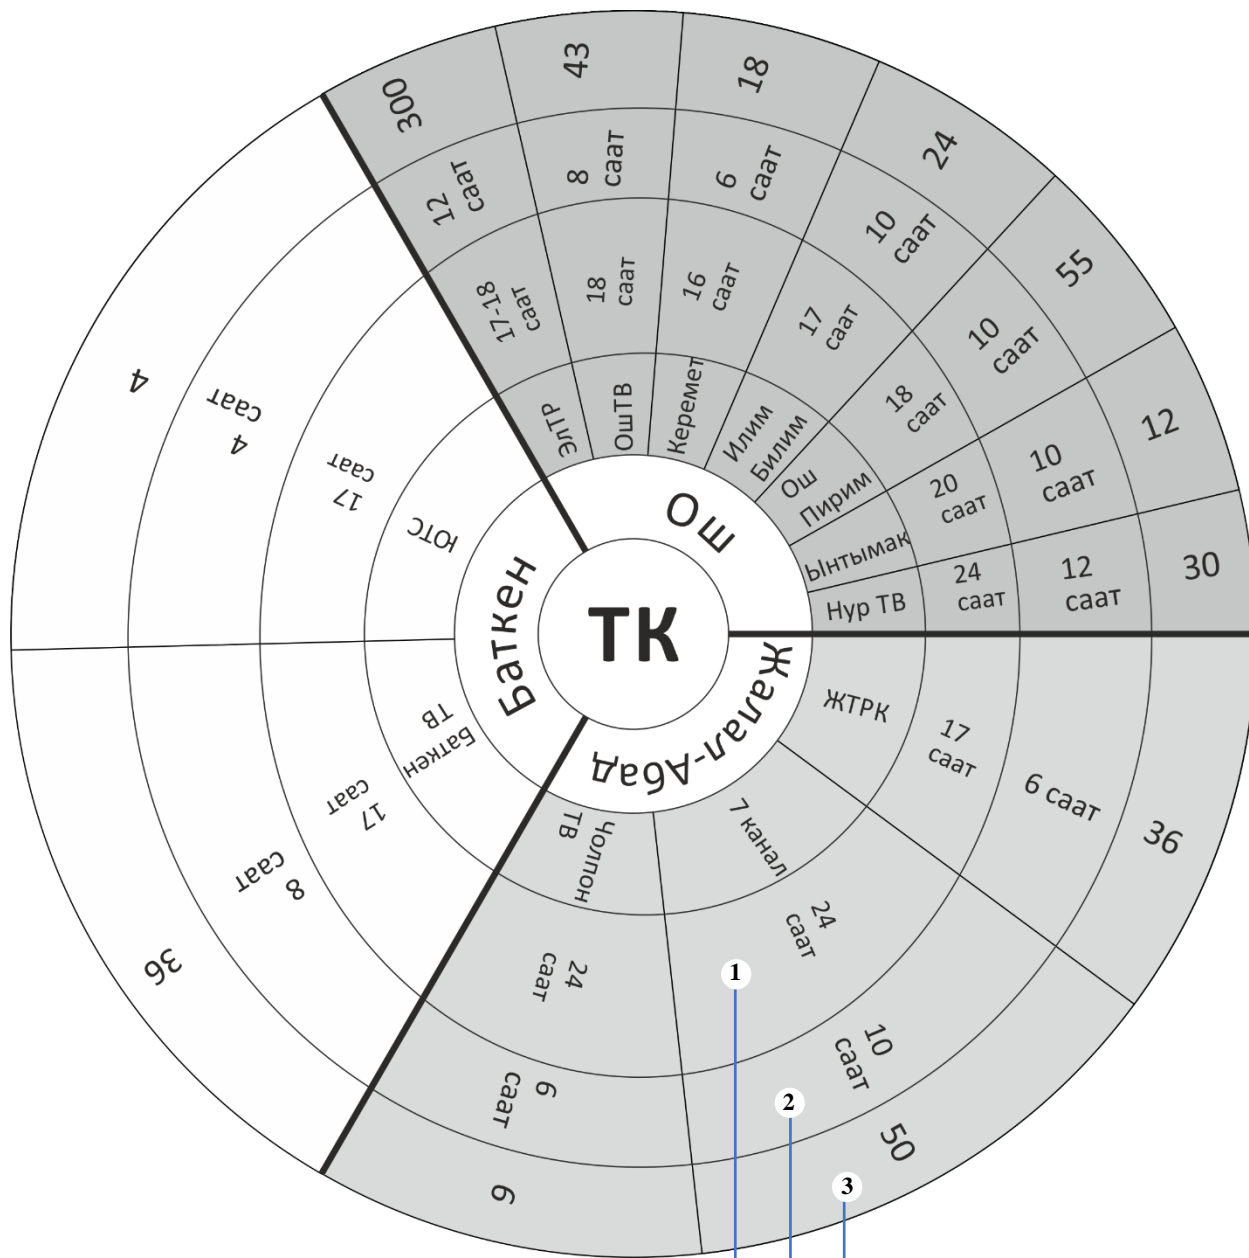 ТК
Ош
ЭлТР
17-18
саат
12
саат
300
ОшТВ
18
саат
8
саат
43
Керемет
16
саат
6
саат
18
Илим
Билим
17
саат
10
саат
24
Ош
Пирим
18
саат
10
саат
55
Ынтымак
20
саат
10
саат
12
Нур ТВ
24
саат
12
саат
30
Жалал-Абад
ЖТРК
17
саат
6 саат
36
7 канал
24
саат
10
саат
50
Чолпон
ТВ
24
саат
6
саат
6
Баткен
Баткен
ТВ
17
саат
8
саат
36
ЮТС
17
саат
4
саат
4
1
2
3